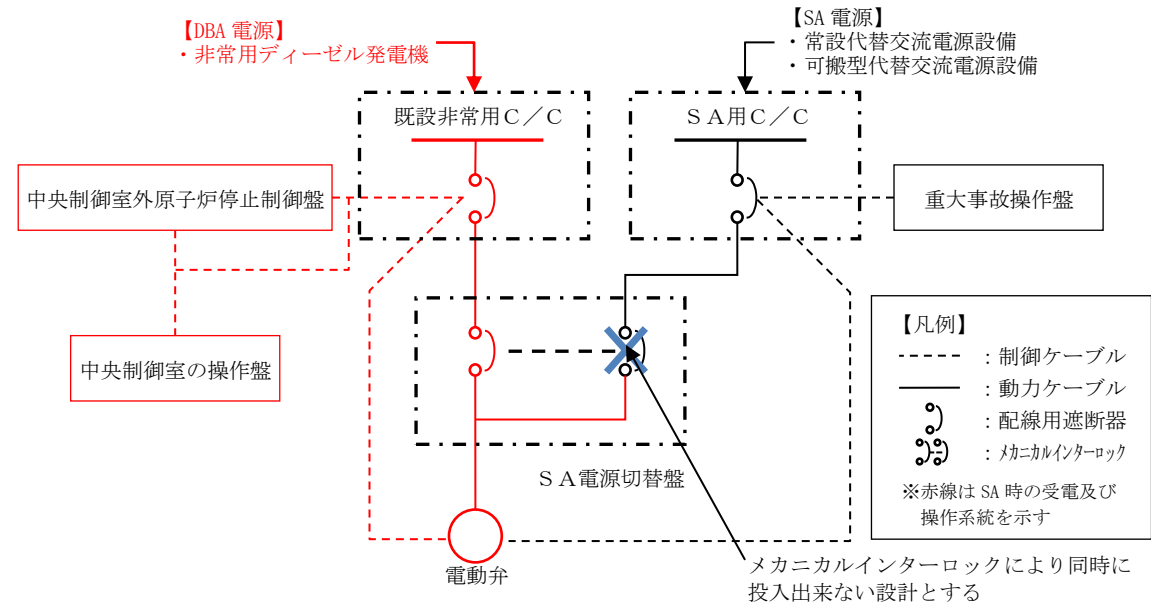 【DBA 電源】
・非常用ディーゼル発電機
【SA 電源】
・常設代替交流電源設備
・可搬型代替交流電源設備
既設非常用Ｃ／Ｃ
ＳＡ用Ｃ／Ｃ
中央制御室外原子炉停止制御盤
重大事故操作盤
中央制御室の操作盤
【凡例】
：制御ケーブル
：動力ケーブル
：配線用遮断器
：ﾒｶﾆｶﾙｲﾝﾀｰﾛｯｸ
※赤線は SA 時の受電及び
操作系統を示す
ＳＡ電源切替盤
電動弁
メカニカルインターロックにより同時に
投入出来ない設計とする